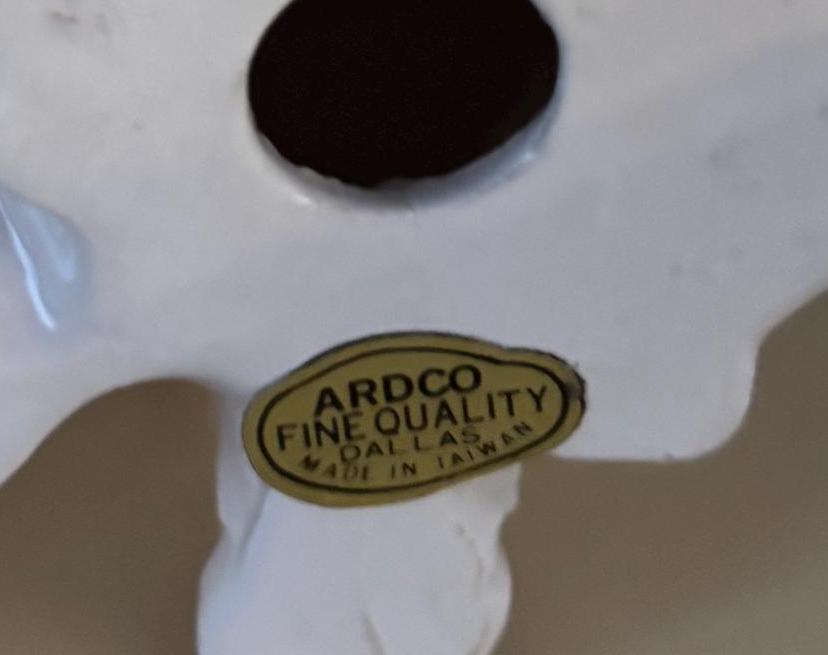 ARDCO
FINE QUALITY
DALLAS
MADE IN TAIWAN